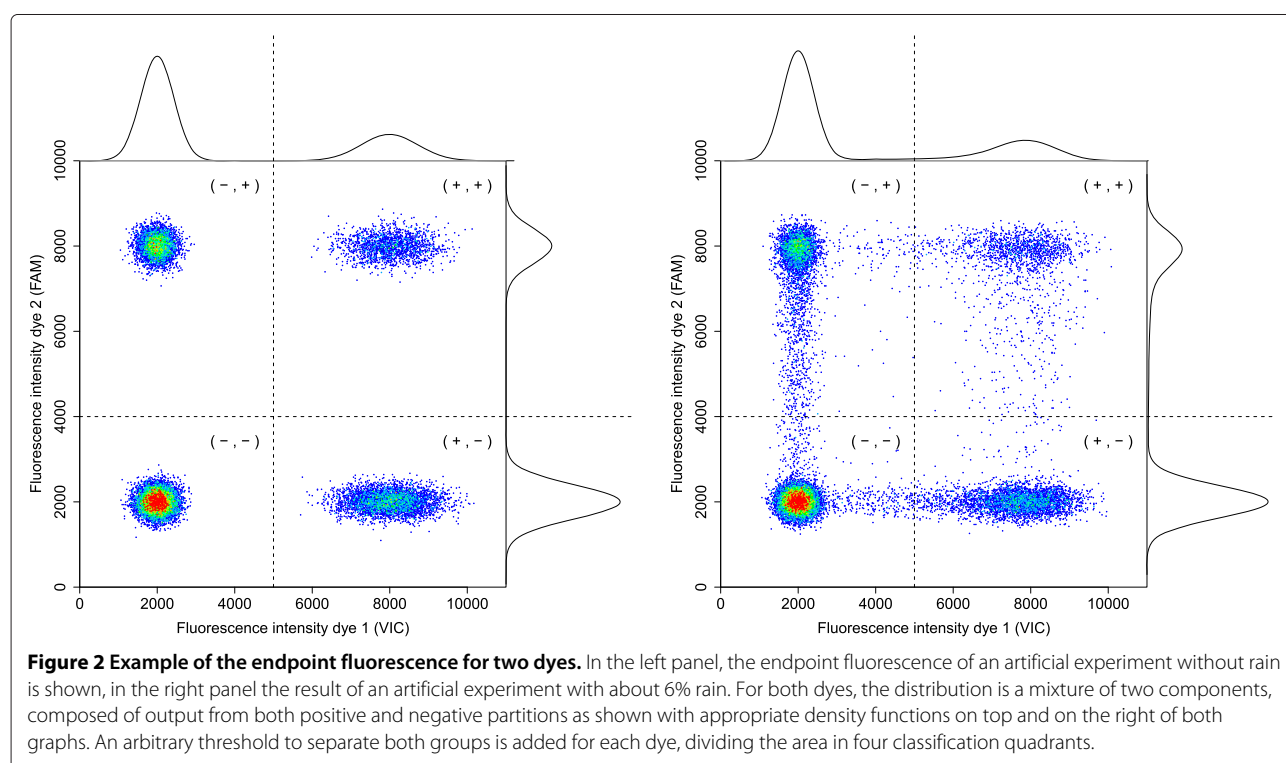 10000
8000
6000
4000
2000
0
Fluorescence intensity dye 2 (FAM)
( − , + )
( + , + )
( − , − )
( + , − )
0 2000 4000 6000 8000 10000
Fluorescence intensity dye 1 (VIC)
10000
8000
6000
4000
2000
0
Fluorescence intensity dye 2 (FAM)
( − , + )
( + , + )
( − , − )
( + , − )
0 2000 4000 6000 8000 10000
Fluorescence intensity dye 1 (VIC)
Figure 2 Example of the endpoint fluorescence for two dyes. In the left panel, the endpoint fluorescence of an artificial experiment without rain
is shown, in the right panel the result of an artificial experiment with about 6% rain. For both dyes, the distribution is a mixture of two components,
composed of output from both positive and negative partitions as shown with appropriate density functions on top and on the right of both
graphs. An arbitrary threshold to separate both groups is added for each dye, dividing the area in four classification quadrants.